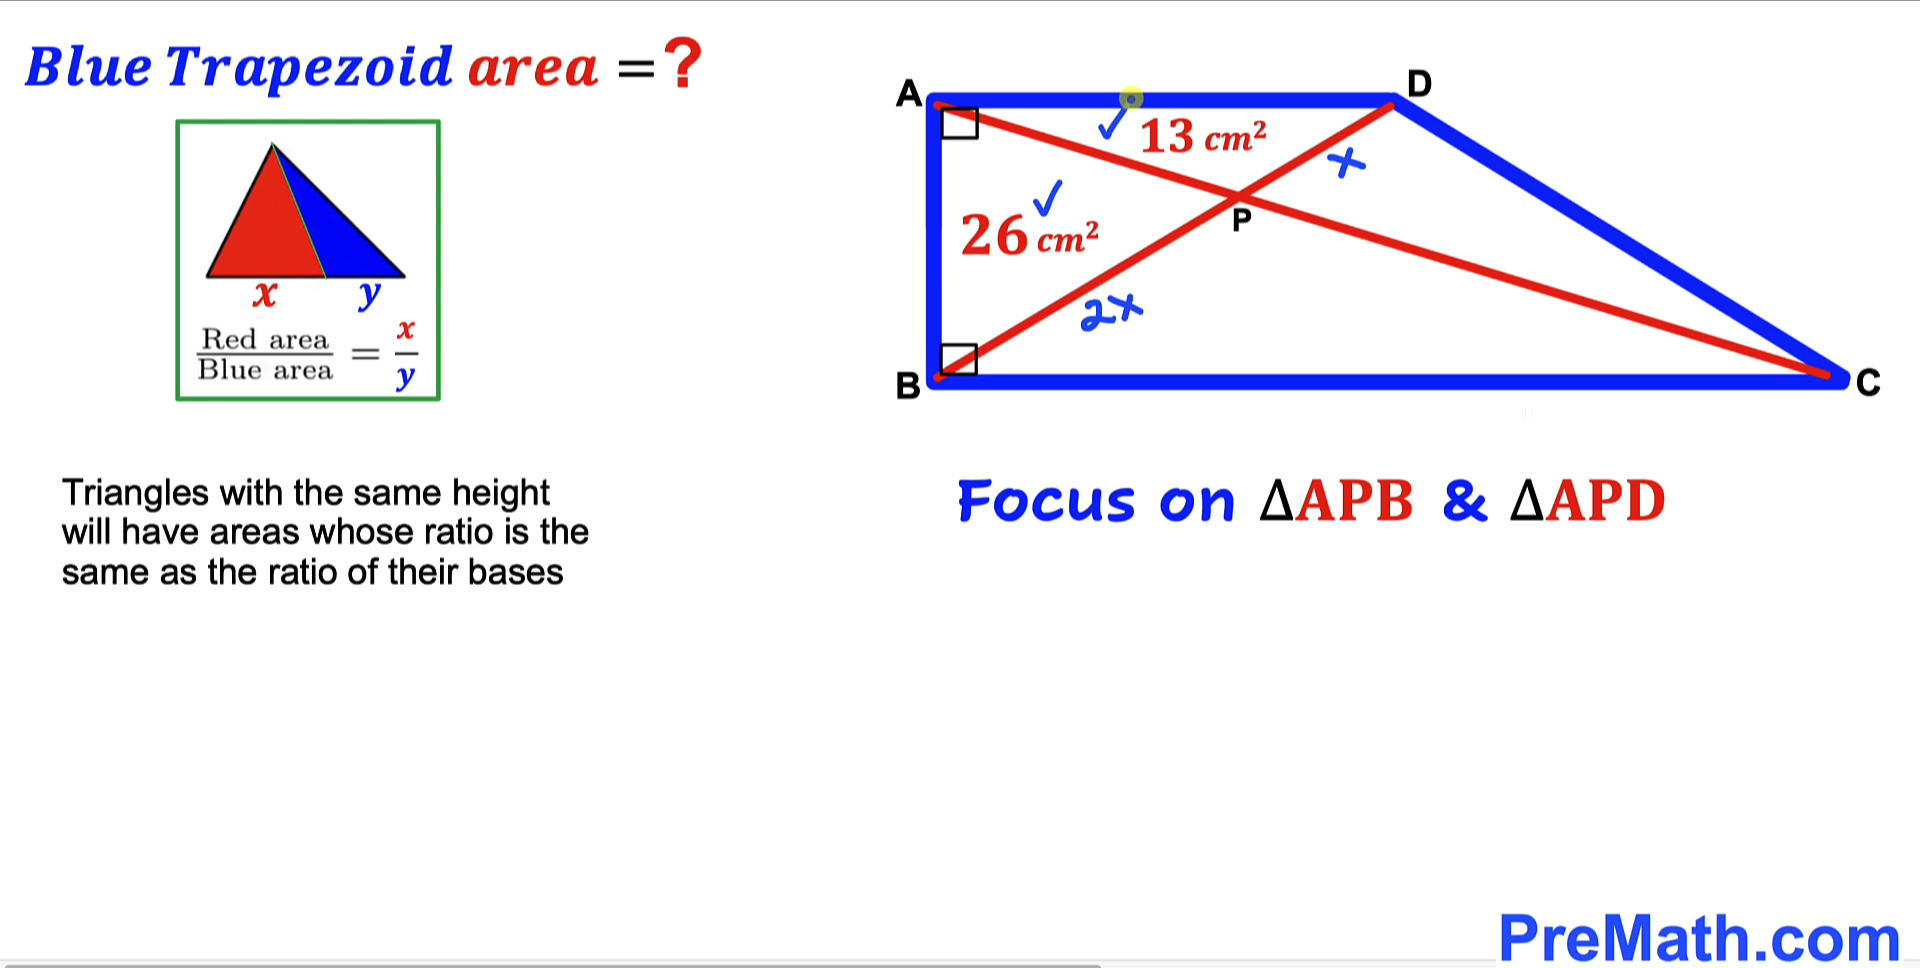 Blue Trapezoid area = ?
x y
Red area / Blue area = x / y
Triangles with the same height
will have areas whose ratio is the
same as the ratio of their bases
A D
✓ 13 cm²
x
✓
26 cm²
P
2x
B C
Focus on ΔAPB & ΔAPD
PreMath.com